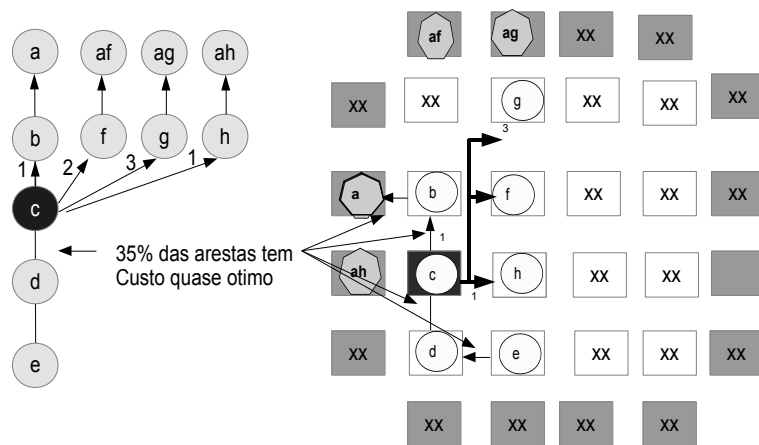 a af ag ah
b f g h
1 2 3 1
c
35% das arestas tem
Custo quase otimo
d
e
af ag xx xx
xx xx g xx xx xx
3
a b f xx xx xx
1
ah c h xx xx
1
xx d e xx xx xx
xx xx xx xx